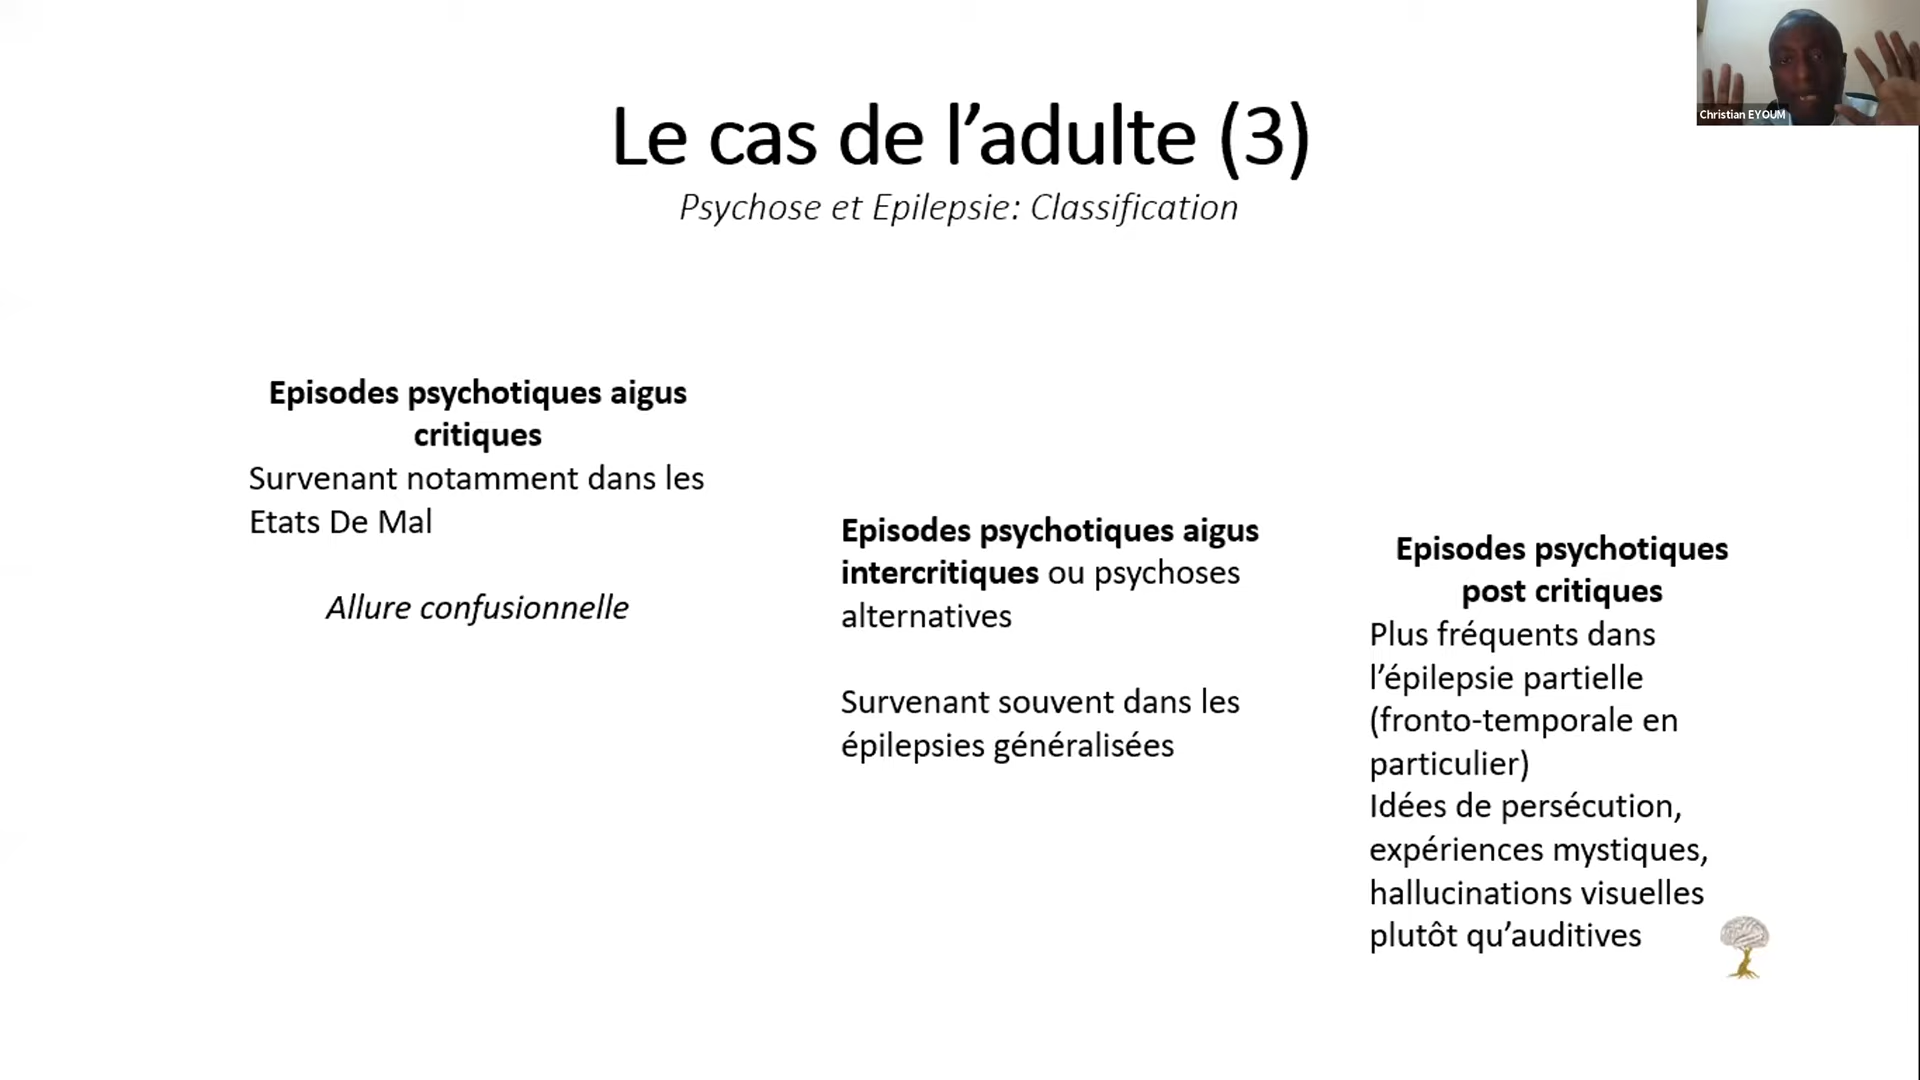 Christian EYOUM
Le cas de l’adulte (3)
Psychose et Epilepsie: Classification
Episodes psychotiques aigus
critiques
Survenant notamment dans les
Etats De Mal
Allure confusionnelle
Episodes psychotiques aigus
intercritiques ou psychoses
alternatives
Survenant souvent dans les
épilepsies généralisées
Episodes psychotiques
post critiques
Plus fréquents dans
l’épilepsie partielle
(fronto-temporale en
particulier)
Idées de persécution,
expériences mystiques,
hallucinations visuelles
plutôt qu’auditives